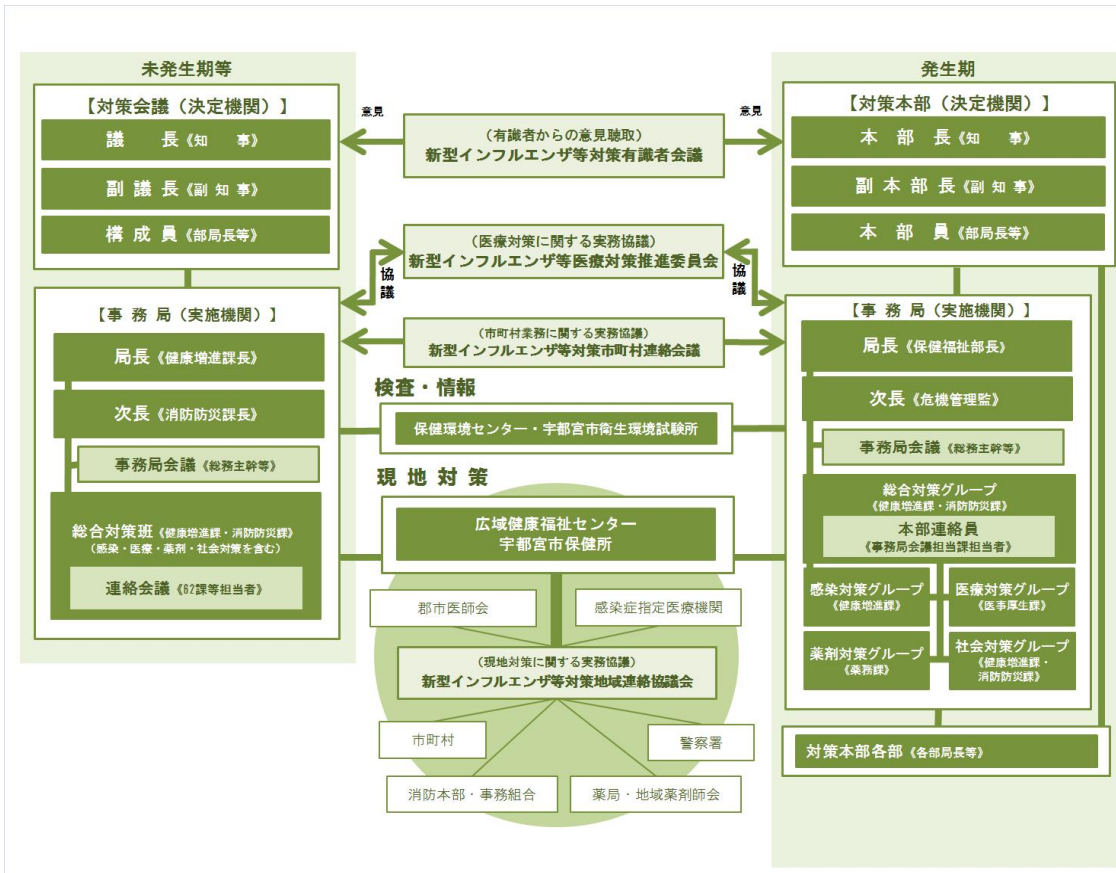 未発生期等
【対策会議（決定機関）】
議　　長《知　　事》
副 議 長《副 知 事》
構 成 員《部局長等》
【事 務 局（実施機関）】
局長《健康増進課長》
次長《消防防災課長》
事務局会議《総務主幹等》
総合対策班《健康増進課・消防防災課》
（感染・医療・薬剤・社会対策を含む）
連絡会議《62課等担当者》
意見
意見
（有識者からの意見聴取）
新型インフルエンザ等対策有識者会議
（医療対策に関する実務協議）
新型インフルエンザ等医療対策推進委員会
協議
協議
（市町村業務に関する実務協議）
新型インフルエンザ等対策市町村連絡会議
検査・情報
保健環境センター・宇都宮市衛生環境試験所
現 地 対 策
広域健康福祉センター
宇都宮市保健所
郡市医師会
感染症指定医療機関
（現地対策に関する実務協議）
新型インフルエンザ等対策地域連絡協議会
市町村
警察署
消防本部・事務組合
薬局・地域薬剤師会
発生期
【対策本部（決定機関）】
本　部　長《知　　事》
副 本 部 長《副 知 事》
本　部　員《部局長等》
【事 務 局（実施機関）】
局長《保健福祉部長》
次長《危機管理監》
事務局会議《総務主幹等》
総合対策グループ
《健康増進課・消防防災課》
本部連絡員
《事務局会議担当課担当者》
感染対策グループ
《健康増進課》
医療対策グループ
《医事厚生課》
薬剤対策グループ
《薬務課》
社会対策グループ
《健康増進課・
消防防災課》
対策本部各部《各部局長等》